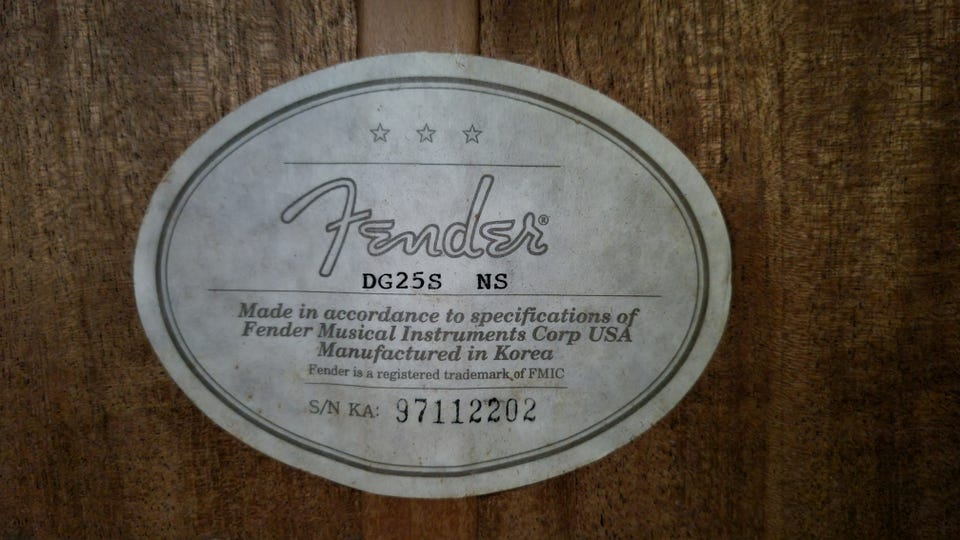 Fender®
DG25S NS
Made in accordance to specifications of
Fender Musical Instruments Corp USA
Manufactured in Korea
Fender is a registered trademark of FMIC
S/N KA: 97112202